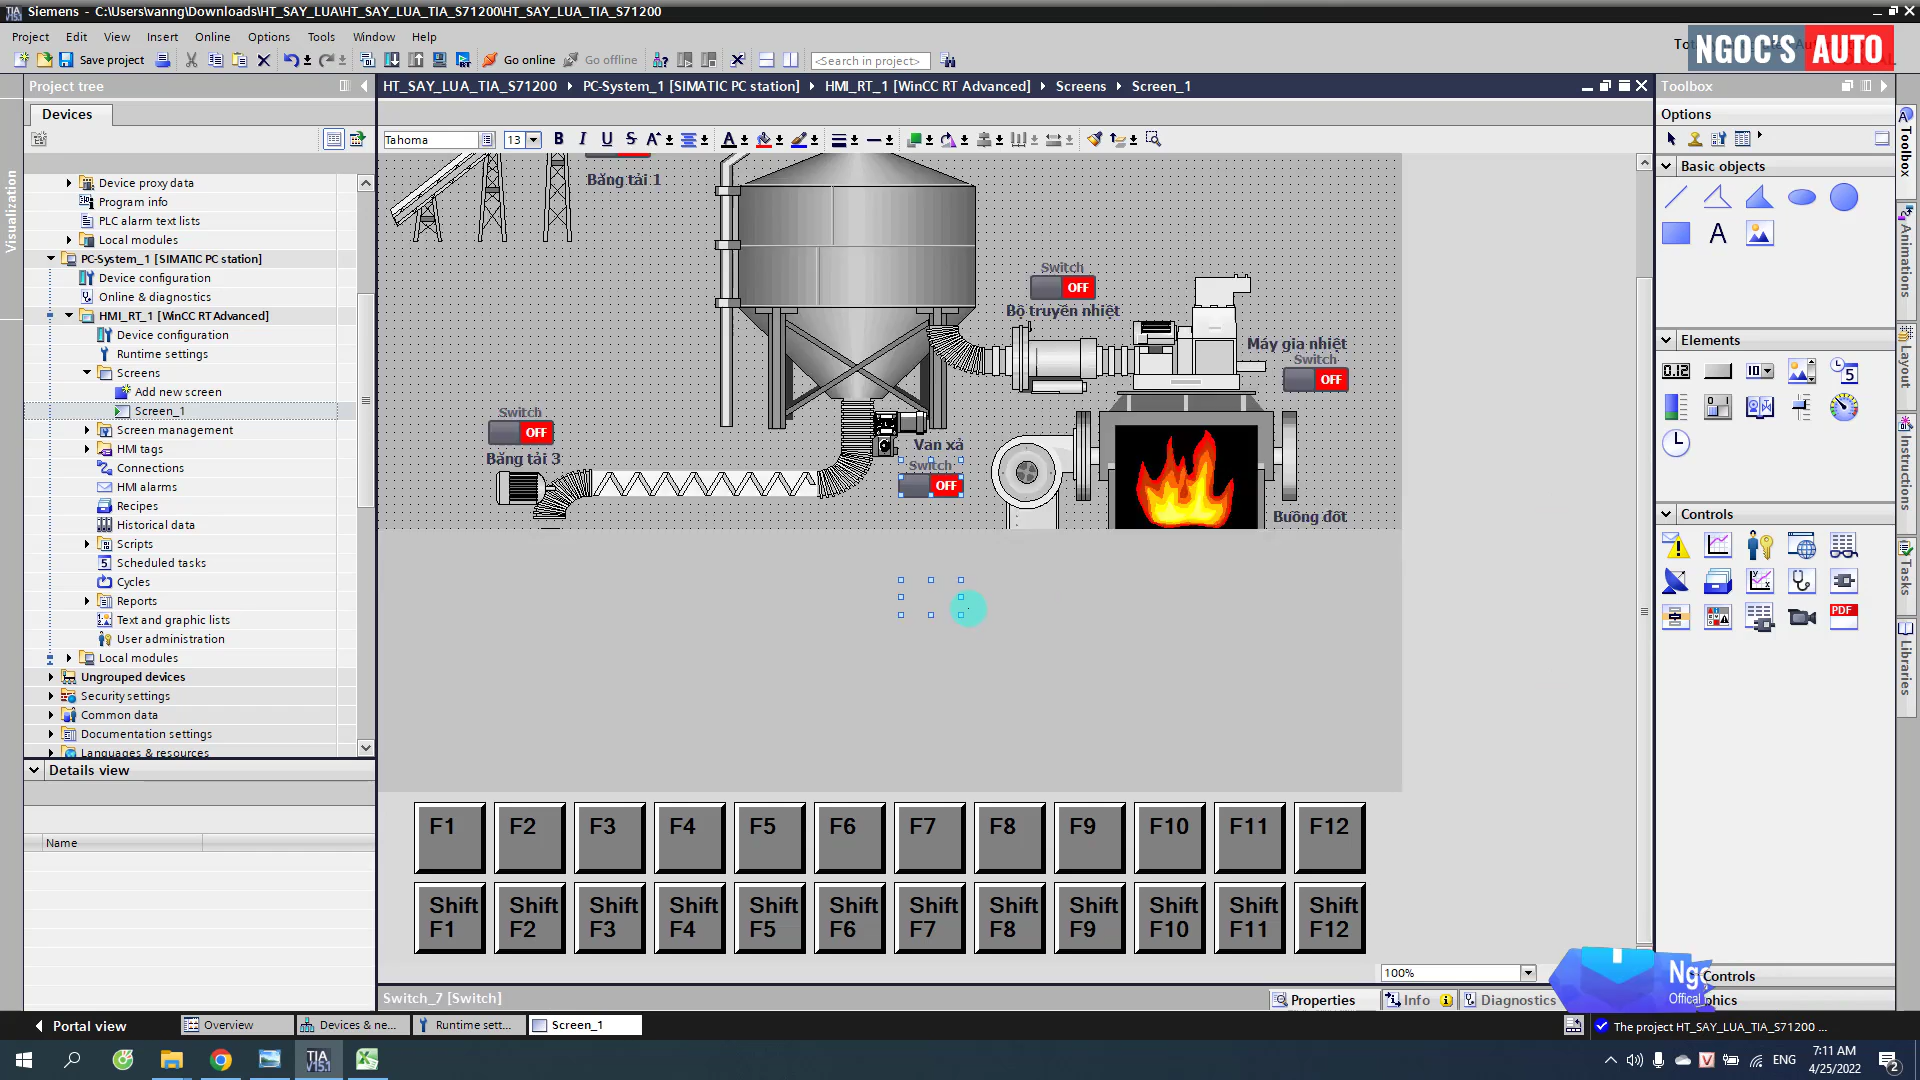 Siemens - C:\Users\vanng\Downloads\HT_SAY_LUA\HT_SAY_LUA_TIA_S71200\HT_SAY_LUA_TIA_S71200
Project Edit View Insert Online Options Tools Window Help
NGOC'S AUTO
Save project
Go online
Go offline
<Search in project>
Project tree
HT_SAY_LUA_TIA_S71200
PC-System_1 [SIMATIC PC station]
HMI_RT_1 [WinCC RT Advanced]
Screens
Screen_1
Toolbox
Devices
Options
Tahoma
13
B I U S A
Visualization
Device proxy data
Program info
PLC alarm text lists
Local modules
PC-System_1 [SIMATIC PC station]
Device configuration
Online & diagnostics
HMI_RT_1 [WinCC RT Advanced]
Device configuration
Runtime settings
Screens
Add new screen
Screen_1
Screen management
HMI tags
Connections
HMI alarms
Recipes
Historical data
Scripts
Scheduled tasks
Cycles
Reports
Text and graphic lists
User administration
Local modules
Ungrouped devices
Security settings
Common data
Documentation settings
Languages & resources
Details view
Name
Băng tải 1
Switch
OFF
Bộ truyền nhiệt
Máy gia nhiệt
Switch
OFF
Switch
OFF
Băng tải 3
Van xả
Switch
OFF
Buồng đốt
F1 F2 F3 F4 F5 F6 F7 F8 F9 F10 F11 F12
Shift F1
Shift F2
Shift F3
Shift F4
Shift F5
Shift F6
Shift F7
Shift F8
Shift F9
Shift F10
Shift F11
Shift F12
100%
Basic objects
A
Elements
0.12
10
5
Controls
PDF
Toolbox
Animations
Layout
Instructions
Tasks
Libraries
Controls
Offical
Switch_7 [Switch]
Properties
Info
Diagnostics
Portal view
Overview
Devices & ne...
Runtime sett...
Screen_1
The project HT_SAY_LUA_TIA_S71200 ...
TIA
V15.1
ENG
7:11 AM
4/25/2022
2